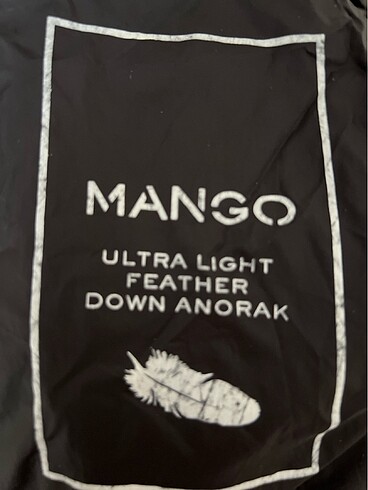 MANGO
ULTRA LIGHT
FEATHER
DOWN ANORAK